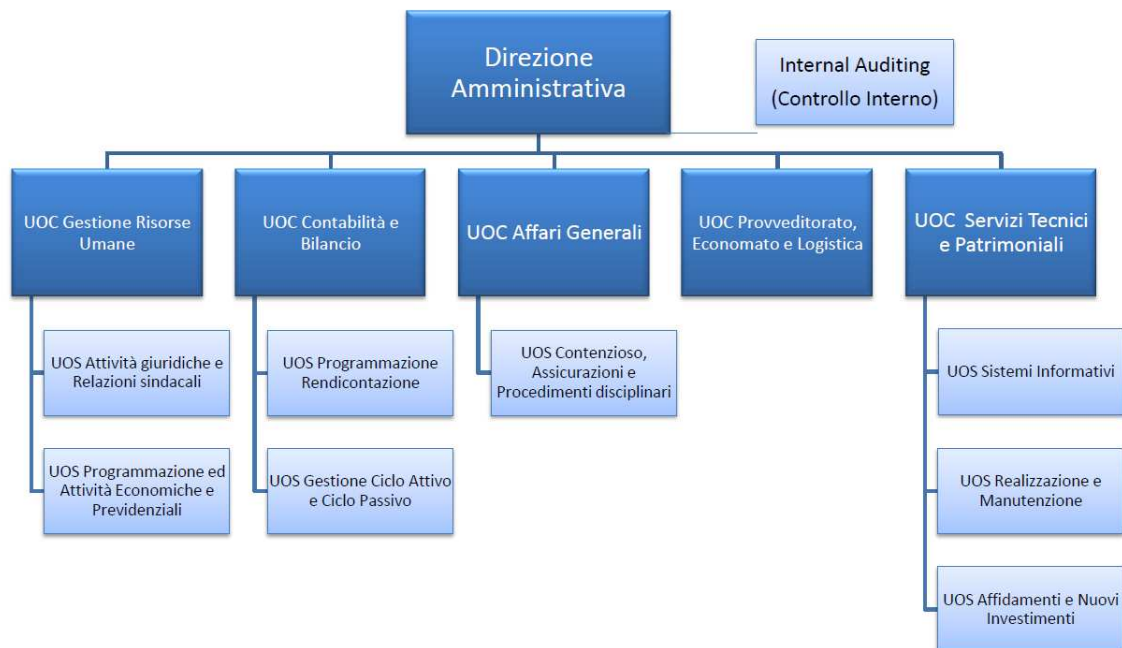 Direzione
Amministrativa
Internal Auditing
(Controllo Interno)
UOC Gestione Risorse
Umane
UOC Contabilità e
Bilancio
UOC Affari Generali
UOC Provveditorato,
Economato e Logistica
UOC Servizi Tecnici
e Patrimoniali
UOS Attività giuridiche e
Relazioni sindacali
UOS Programmazione
Rendicontazione
UOS Contenzioso,
Assicurazioni e
Procedimenti disciplinari
UOS Sistemi Informativi
UOS Programmazione ed
Attività Economiche e
Previdenziali
UOS Gestione Ciclo Attivo
e Ciclo Passivo
UOS Realizzazione e
Manutenzione
UOS Affidamenti e Nuovi
Investimenti